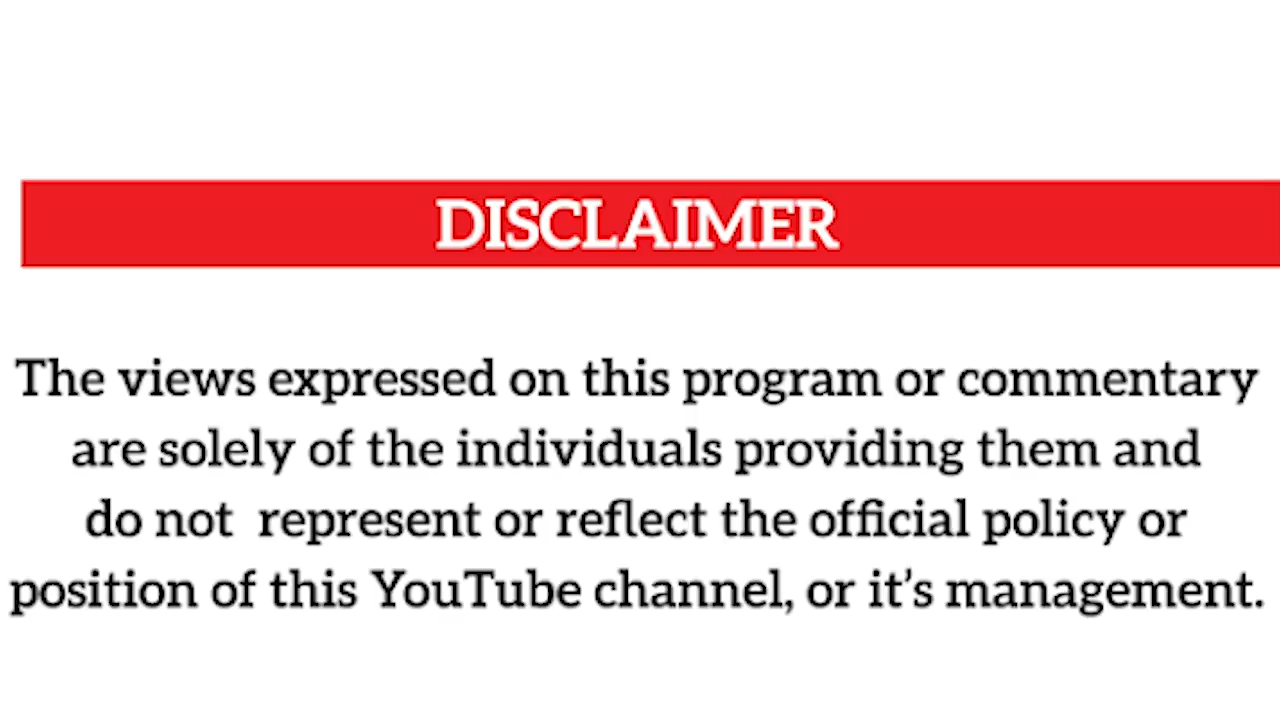 DISCLAIMER
The views expressed on this program or commentary
are solely of the individuals providing them and
do not  represent or reflect the official policy or
position of this YouTube channel, or it’s management.